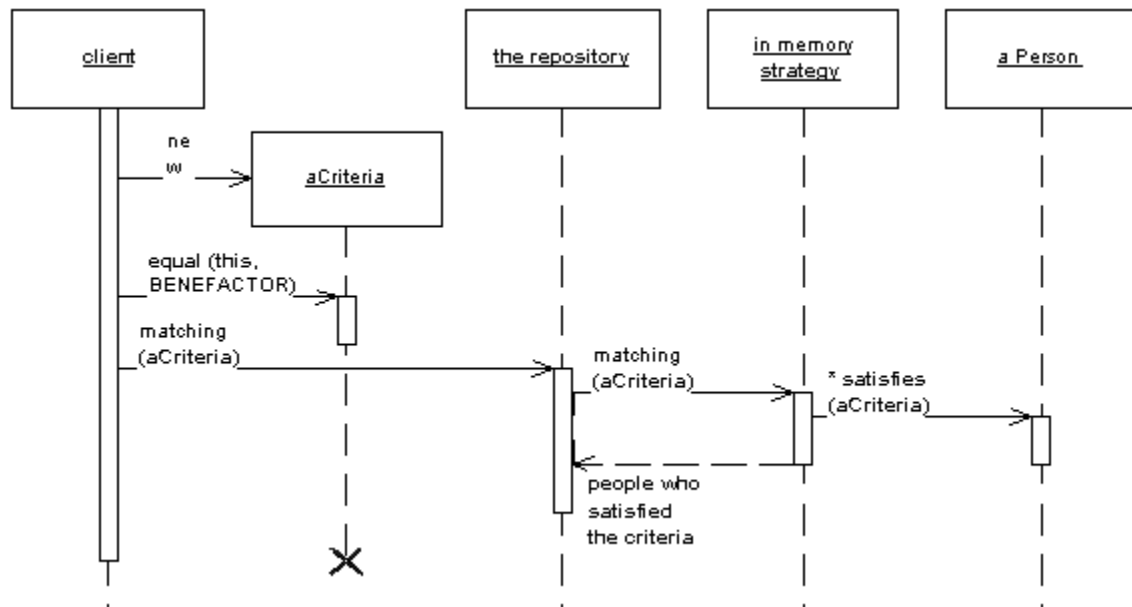 client
the repository
in memory
strategy
a Person
ne
w
aCriteria
equal (this,
BENEFACTOR)
matching
(aCriteria)
matching
(aCriteria)
* satisfies
(aCriteria)
people who
satisfied
the criteria